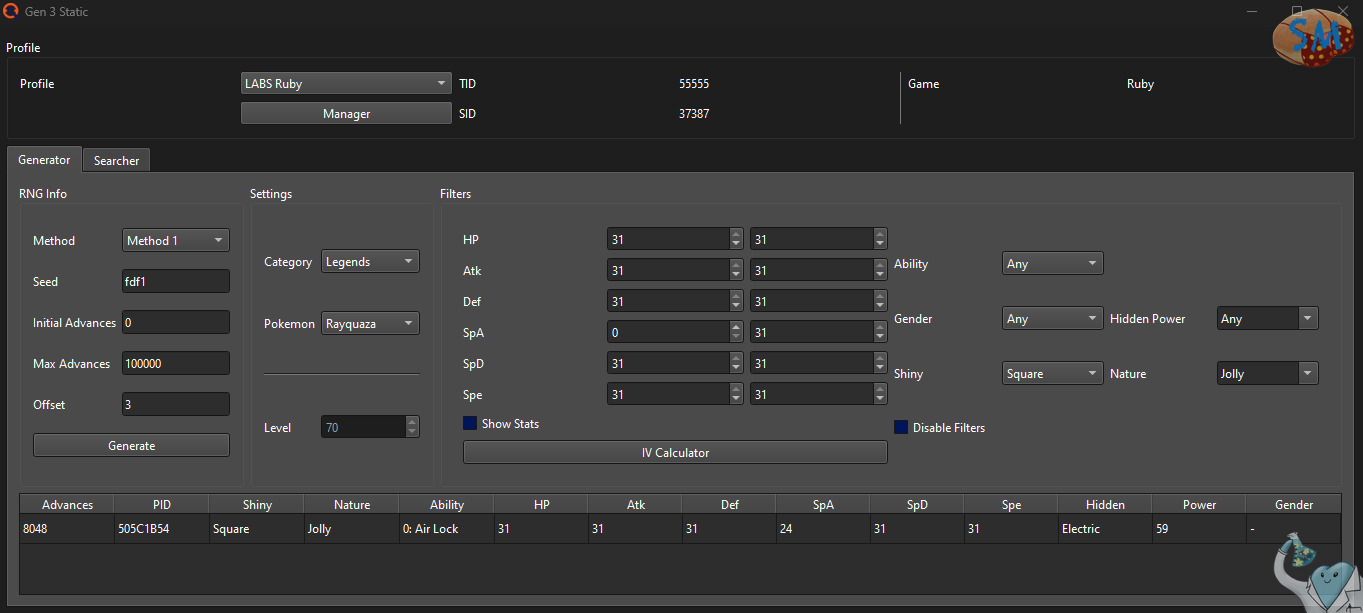 Gen 3 Static
SM
Profile
Profile LABS Ruby TID 55555 Game Ruby
Manager SID 37387
Generator Searcher
RNG Info Settings Filters
Method Method 1
Seed fdf1
Initial Advances 0
Max Advances 100000
Offset 3
Generate
Category Legends
Pokemon Rayquaza
Level 70
HP 31 31
Atk 31 31
Def 31 31
SpA 0 31
SpD 31 31
Spe 31 31
Show Stats
IV Calculator
Ability Any
Gender Any Hidden Power Any
Shiny Square Nature Jolly
Disable Filters
Advances PID Shiny Nature Ability HP Atk Def SpA SpD Spe Hidden Power Gender
8048 505C1B54 Square Jolly 0: Air Lock 31 31 31 24 31 31 Electric 59 -